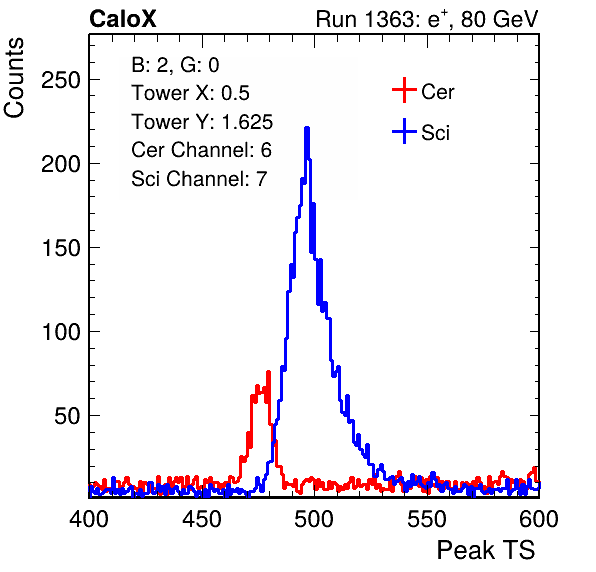 CaloX Run 1363: e⁺, 80 GeV
Counts
B: 2, G: 0
Tower X: 0.5
Tower Y: 1.625
Cer Channel: 6
Sci Channel: 7
Cer
Sci
250
200
150
100
50
400 450 500 550 600
Peak TS